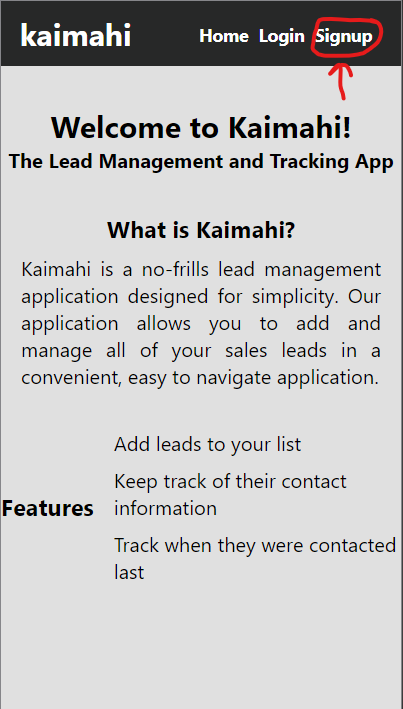 kaimahi Home Login Signup
Welcome to Kaimahi!
The Lead Management and Tracking App
What is Kaimahi?
Kaimahi is a no-frills lead management
application designed for simplicity. Our
application allows you to add and
manage all of your sales leads in a
convenient, easy to navigate application.
Features
Add leads to your list
Keep track of their contact
information
Track when they were contacted
last